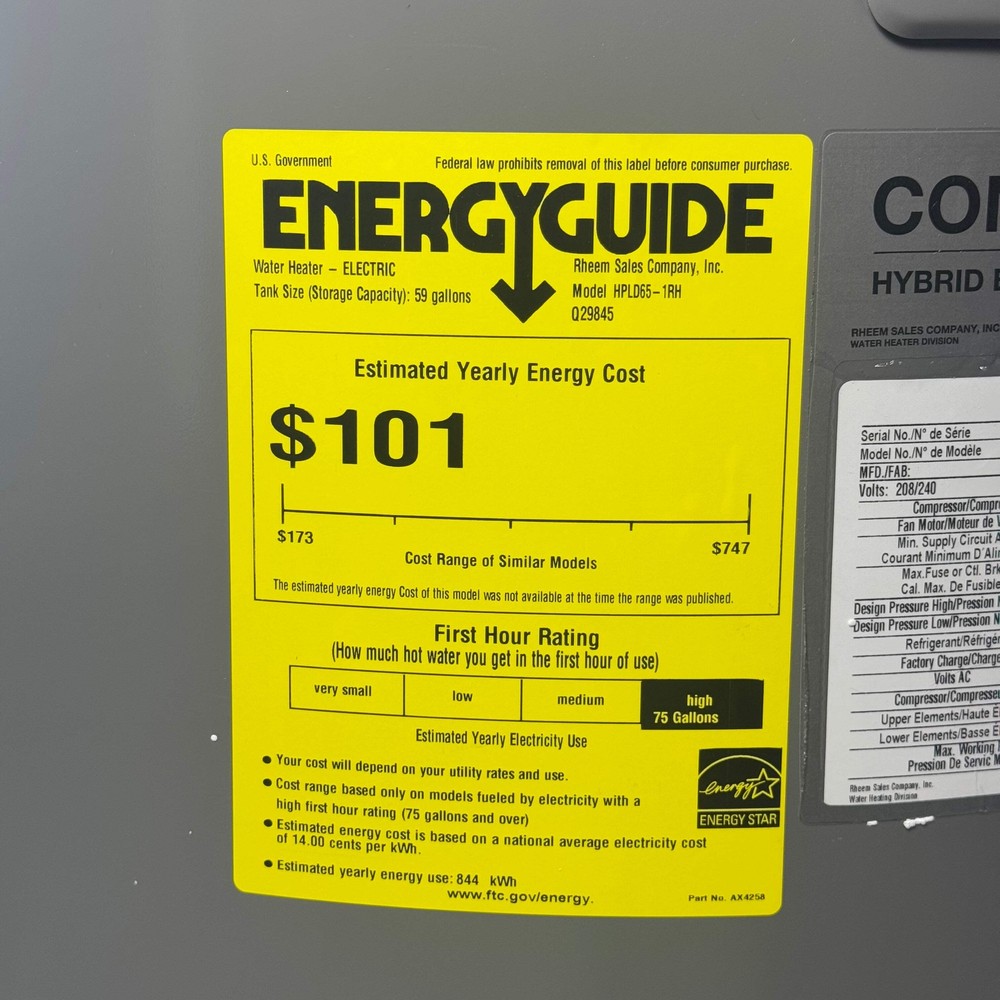 U.S. Government
Federal law prohibits removal of this label before consumer purchase.
ENERGYGUIDE
Water Heater – ELECTRIC
Tank Size (Storage Capacity): 59 gallons
Rheem Sales Company, Inc.
Model HPLD65-1RH
Q29845
Estimated Yearly Energy Cost
$101
$173
$747
Cost Range of Similar Models
The estimated yearly energy Cost of this model was not available at the time the range was published.
First Hour Rating
(How much hot water you get in the first hour of use)
very small
low
medium
high
75 Gallons
Estimated Yearly Electricity Use
● Your cost will depend on your utility rates and use.
● Cost range based only on models fueled by electricity with a
high first hour rating (75 gallons and over)
● Estimated energy cost is based on a national average electricity cost
of 14.00 cents per kWh.
● Estimated yearly energy use: 844 kWh
www.ftc.gov/energy.
energy
ENERGY STAR
Part No. AX4258
HYBRID
RHEEM SALES COMPANY, INC
WATER HEATER DIVISION
Serial No./N° de Série
Model No./N° de Modèle
MFD./FAB:
Volts: 208/240
Compressor/Compre
Fan Motor/Moteur de
Min. Supply Circuit A
Courant Minimum D'Ali
Max.Fuse or Ctl. Brk
Cal. Max. De Fusible
Design Pressure High/Pression
Design Pressure Low/Pression N
Refrigerant/Réfrigér
Factory Charge/Charge
Volts AC
Compressor/Compresseu
Upper Elements/Haute É
Lower Elements/Basse E
Max. Working
Pression De Servic M
Rheem Sales Company, Inc.
Water Heating Division